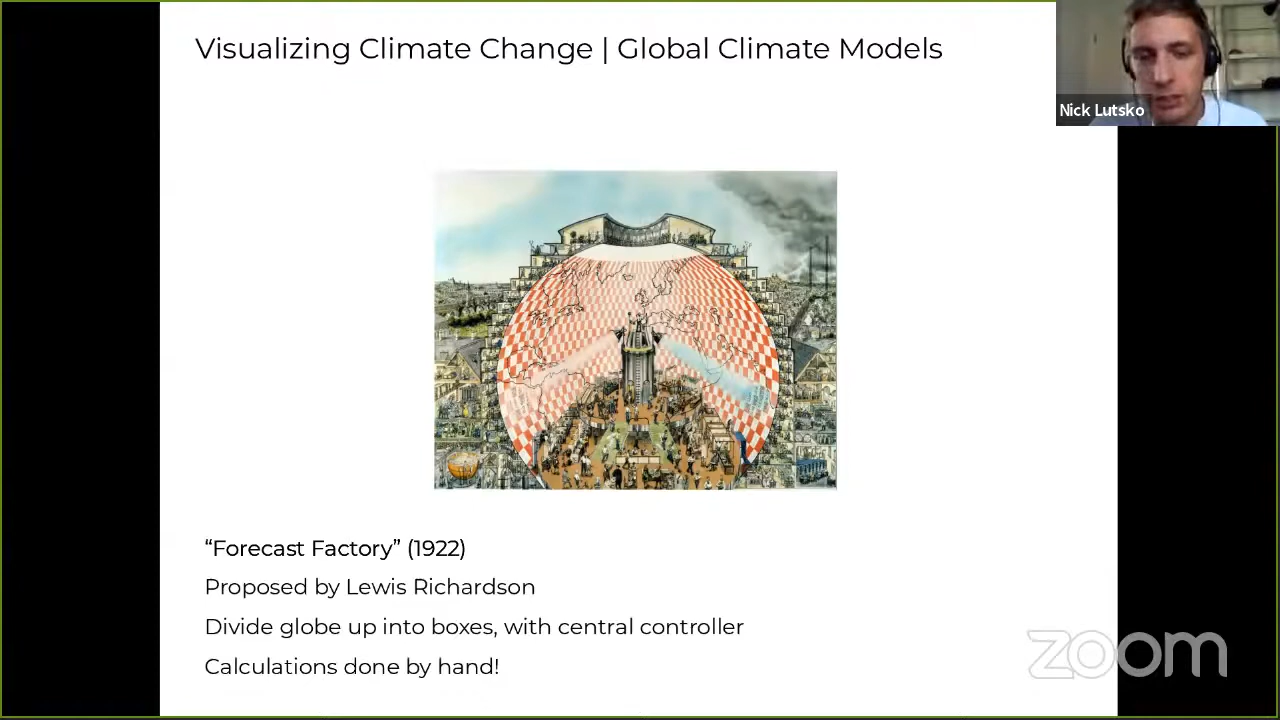 Visualizing Climate Change | Global Climate Models
Nick Lutsko
“Forecast Factory” (1922)
Proposed by Lewis Richardson
Divide globe up into boxes, with central controller
Calculations done by hand!
zoom